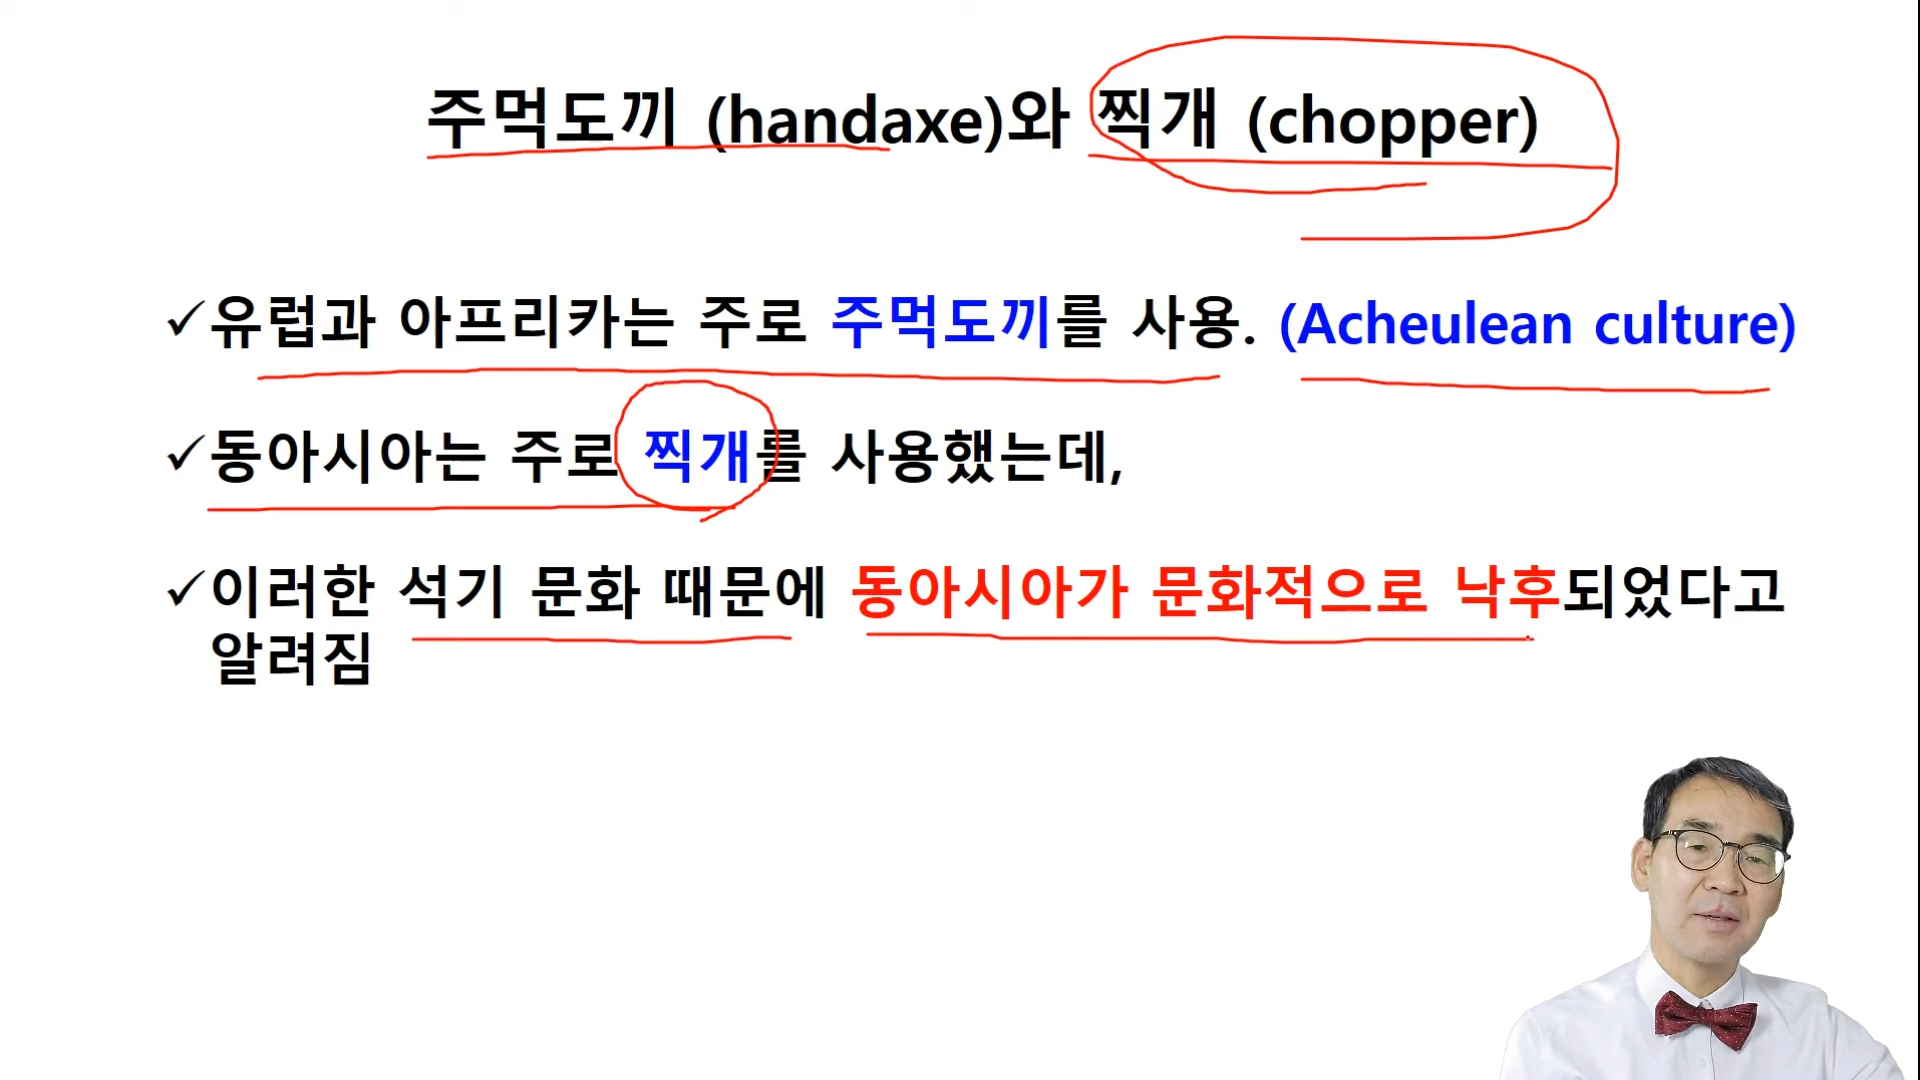 주먹도끼 (handaxe)와 찍개 (chopper)
✓유럽과 아프리카는 주로 주먹도끼를 사용. (Acheulean culture)
✓동아시아는 주로 찍개를 사용했는데,
✓이러한 석기 문화 때문에 동아시아가 문화적으로 낙후되었다고
알려짐